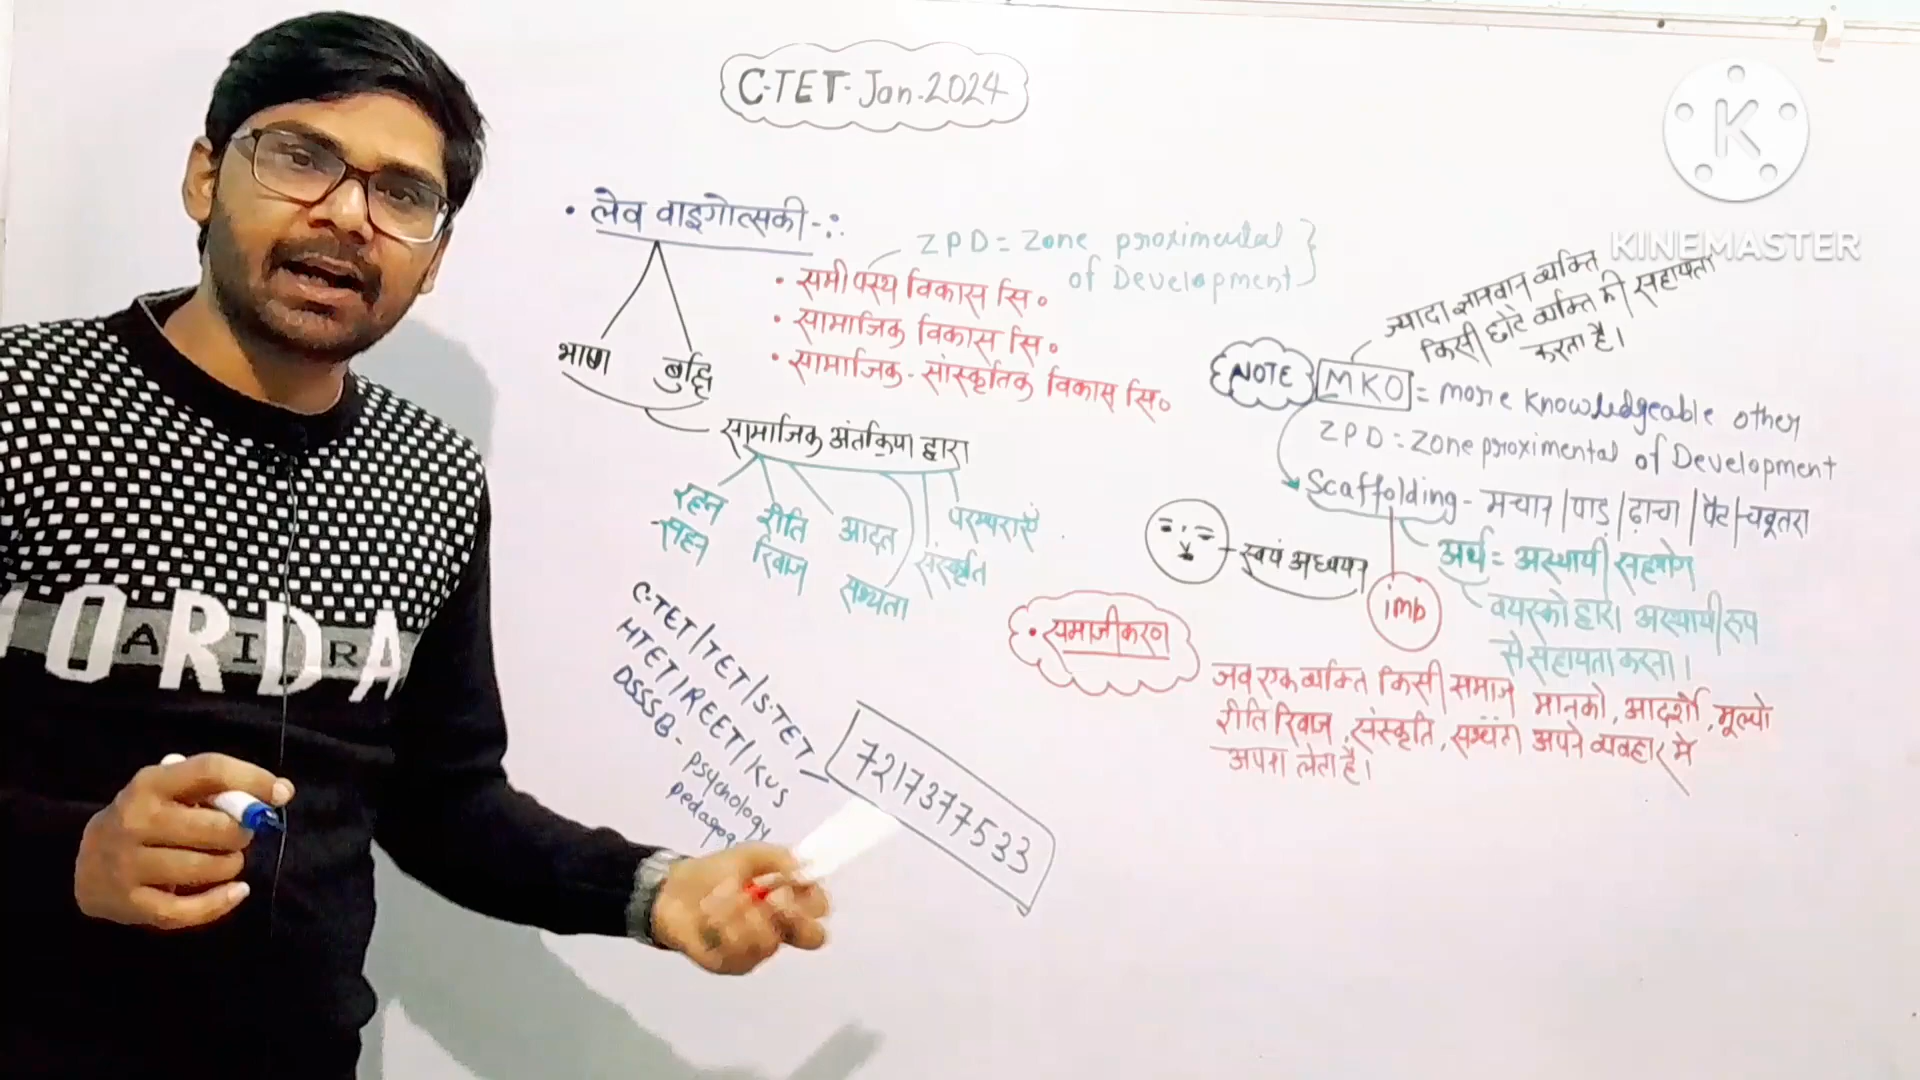 C-TET-Jan.2024
K
KINEMASTER
• लेव वाइगोत्सकी-:
ZPD = Zone proximental
of Development
• समीपस्थ विकास सि०
• सामाजिक विकास सि०
• सामाजिक - सांस्कृतिक विकास सि०
भाषा
बुद्धि
सामाजिक अंतक्रिया द्वारा
रहन
सहन
रीति
रिवाज
आदत
सभ्यता
संस्कृति
परम्पराएँ
ज्यादा ज्ञानवान व्यक्ति
किसी छोटे व्यक्ति की सहायता
करता है।
NOTE
MKO = more knowledgeable other
ZPD = Zone proximental of Development
Scaffolding - मचान / पाड़ / ढ़ाचा / पैट / चबूतरा
अर्थ = अस्थायी सहयोग
वयस्को द्वारा अस्थायी रुप
से सहायता करना।
स्वयं अध्ययन
imp
• समाजीकरण
जब एक व्यक्ति किसी समाज मानको, आदर्शो, मूल्यो
रीति रिवाज, संस्कृति, सभ्यता अपने व्यवहार मे
अपना लेता है।
C-TET/TET/S-TET
HTET/REET/KVS
DSSSB - psychology
7217377533
JORDA
ARIR